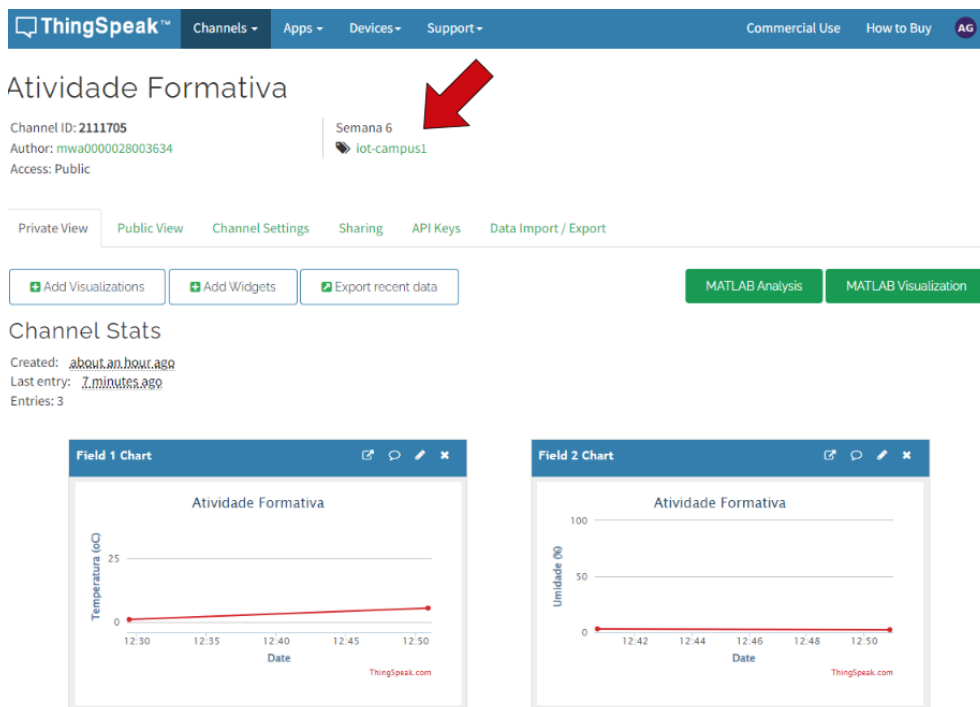 ThingSpeak™ Channels Apps Devices Support Commercial Use How to Buy AG
Atividade Formativa
Channel ID: 2111705
Author: mwa0000028003634
Access: Public
Semana 6
iot-campus1
Private View Public View Channel Settings Sharing API Keys Data Import / Export
Add Visualizations Add Widgets Export recent data MATLAB Analysis MATLAB Visualization
Channel Stats
Created: about an hour ago
Last entry: 7 minutes ago
Entries: 3
Field 1 Chart
Atividade Formativa
Temperatura (oC)
25
0
12:30 12:35 12:40 12:45 12:50
Date
ThingSpeak.com
Field 2 Chart
Atividade Formativa
Umidade (%)
100
50
0
12:42 12:44 12:46 12:48 12:50
Date
ThingSpeak.com